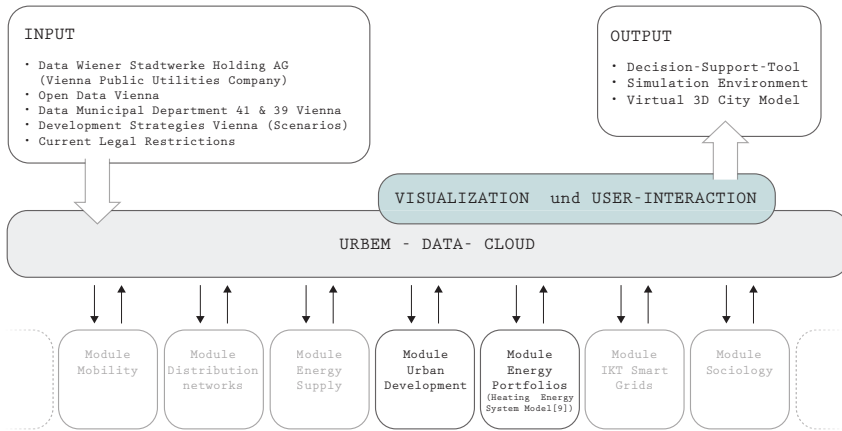 INPUT
· Data Wiener Stadtwerke Holding AG
(Vienna Public Utilities Company)
· Open Data Vienna
· Data Municipal Department 41 & 39 Vienna
· Development Strategies Vienna (Scenarios)
· Current Legal Restrictions
OUTPUT
· Decision-Support-Tool
· Simulation Environment
· Virtual 3D City Model
VISUALIZATION und USER-INTERACTION
URBEM - DATA- CLOUD
Module
Mobility
Module
Distribution
networks
Module
Energy
Supply
Module
Urban
Development
Module
Energy
Portfolios
(Heating Energy
System Model[9])
Module
IKT Smart
Grids
Module
Sociology